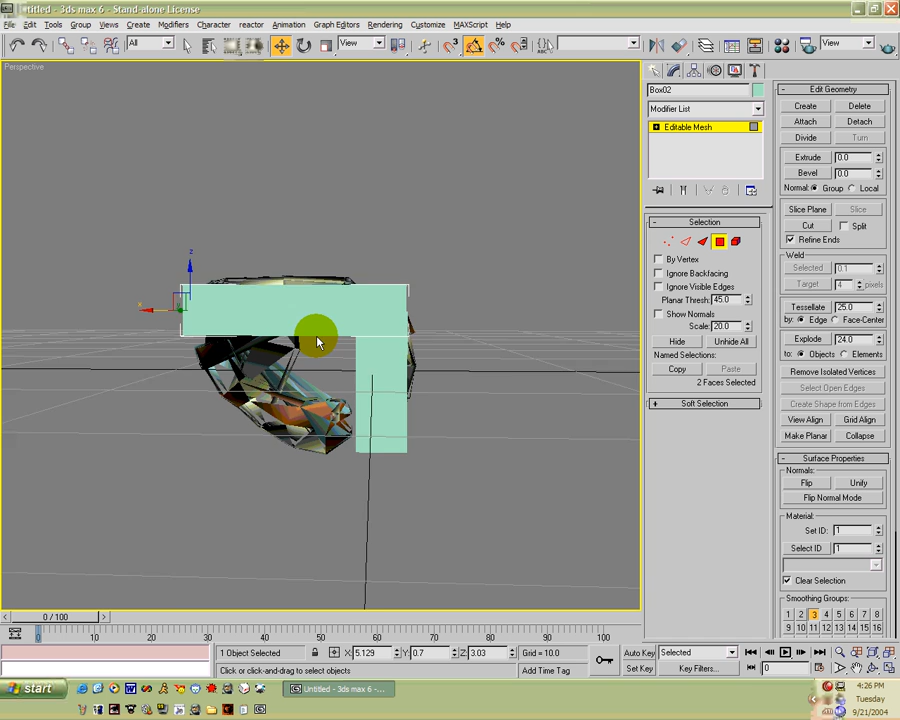 ntitled - 3ds max 6 - Stand-alone License
File Edit Tools Group Views Create Modifiers Character reactor Animation Graph Editors Rendering Customize MAXScript Help
All View View
Perspective
z
x
Box02
Modifier List
Editable Mesh
Selection
By Vertex
Ignore Backfacing
Ignore Visible Edges
Planar Thresh: 45.0
Show Normals
Scale: 20.0
Hide Unhide All
Named Selections:
Copy Paste
2 Faces Selected
Soft Selection
Edit Geometry
Create Delete
Attach Detach
Divide Turn
Extrude 0.0
Bevel 0.0
Normal: Group Local
Slice Plane Slice
Cut Split
Refine Ends
Weld
Selected 0.1
Target 4 pixels
Tessellate 25.0
by: Edge Face-Center
Explode 24.0
to: Objects Elements
Remove Isolated Vertices
Select Open Edges
Create Shape from Edges
View Align Grid Align
Make Planar Collapse
Surface Properties
Normals:
Flip Unify
Flip Normal Mode
Material:
Set ID: 1
Select ID 1
Clear Selection
Smoothing Groups:
1 2 3 4 5 6 7 8
9 10 11 12 13 14 15 16
0 / 100
0 10 20 30 40 50 60 70 80 90 100
1 Object Selected X: 5.129 Y: 0.7 Z: 3.03 Grid = 10.0 Auto Key Selected
Click or click-and-drag to select objects Add Time Tag Set Key Key Filters... 0
start Untitled - 3ds max 6 -... 4:26 PM
Tuesday
9/21/2004